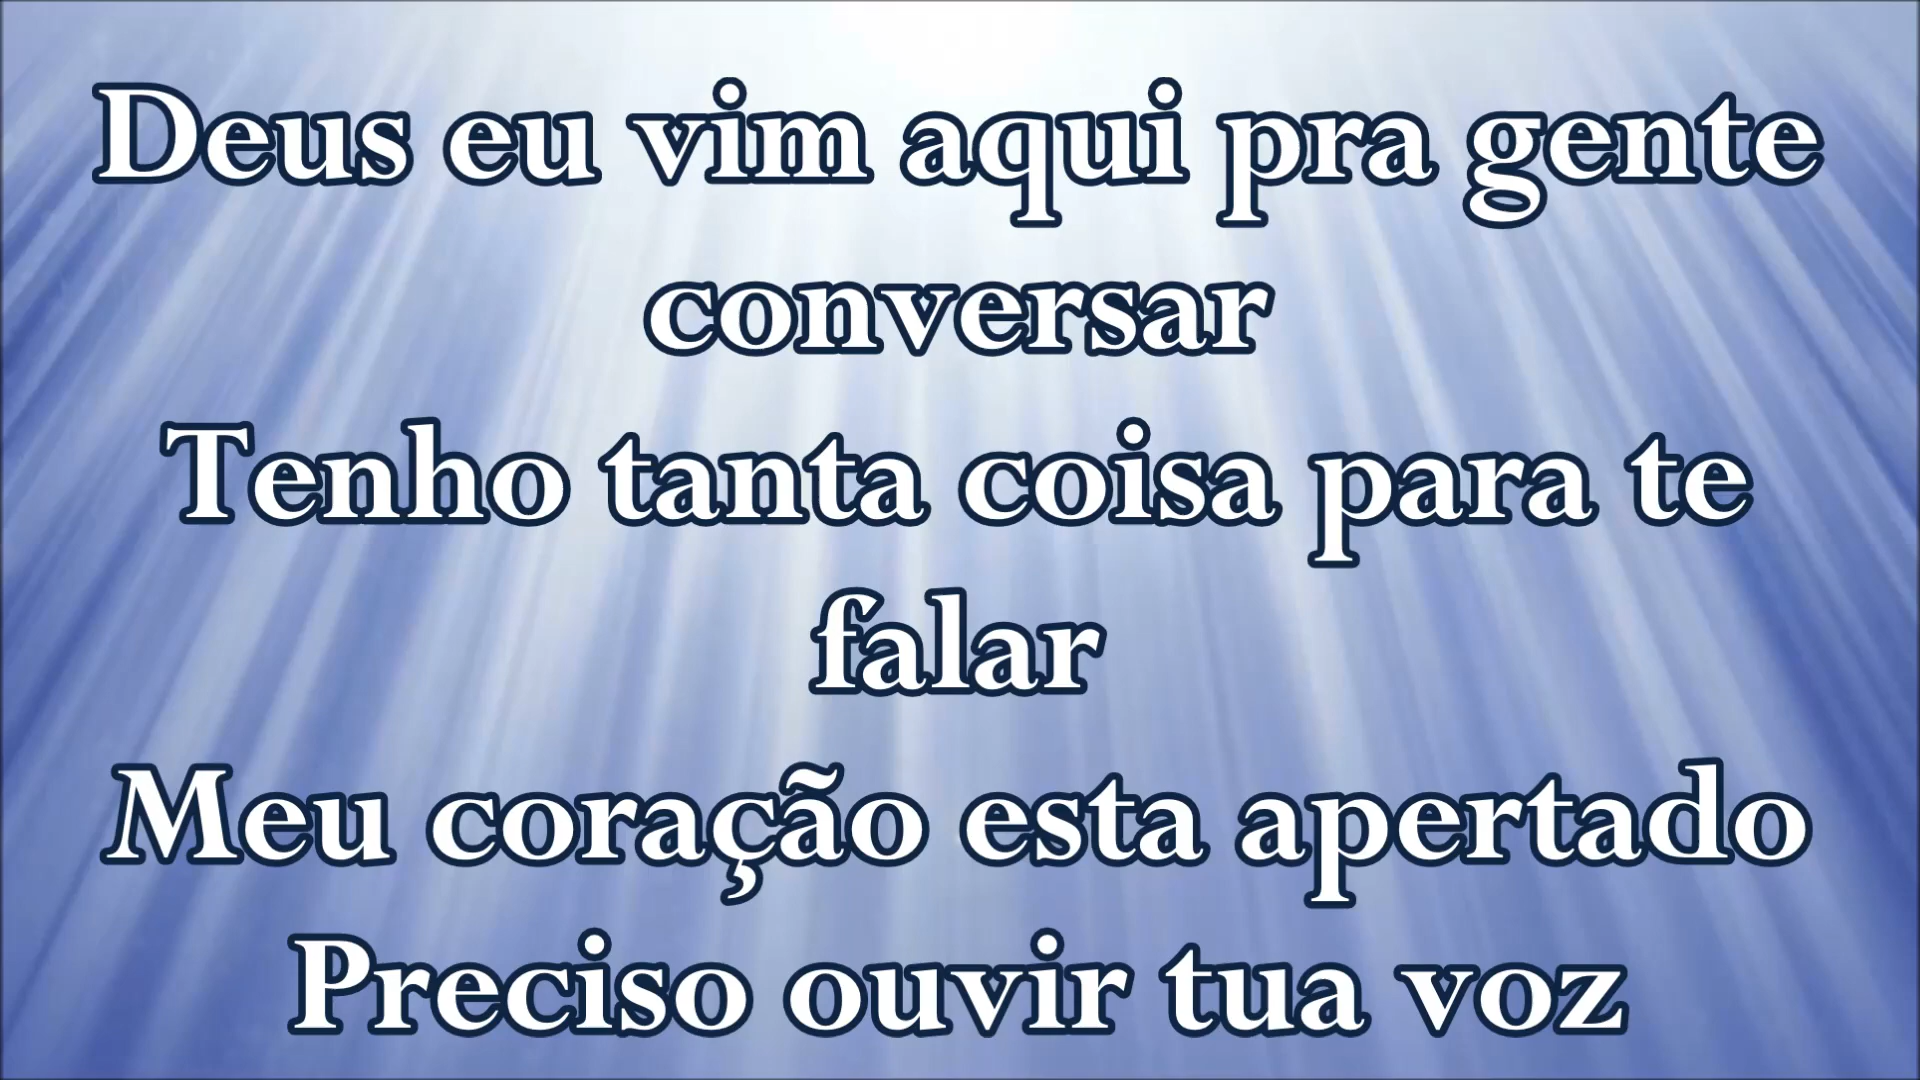 Deus eu vim aqui pra gente
conversar
Tenho tanta coisa para te
falar
Meu coração esta apertado
Preciso ouvir tua voz